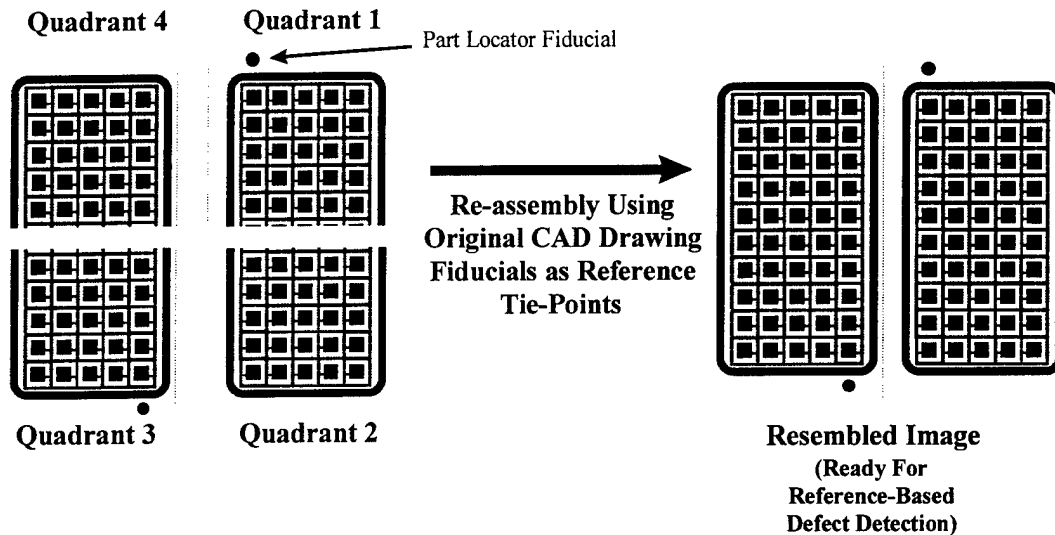 Quadrant 4
Quadrant 1
Part Locator Fiducial
Re-assembly Using
Original CAD Drawing
Fiducials as Reference
Tie-Points
Quadrant 3
Quadrant 2
Resembled Image
(Ready For
Reference-Based
Defect Detection)